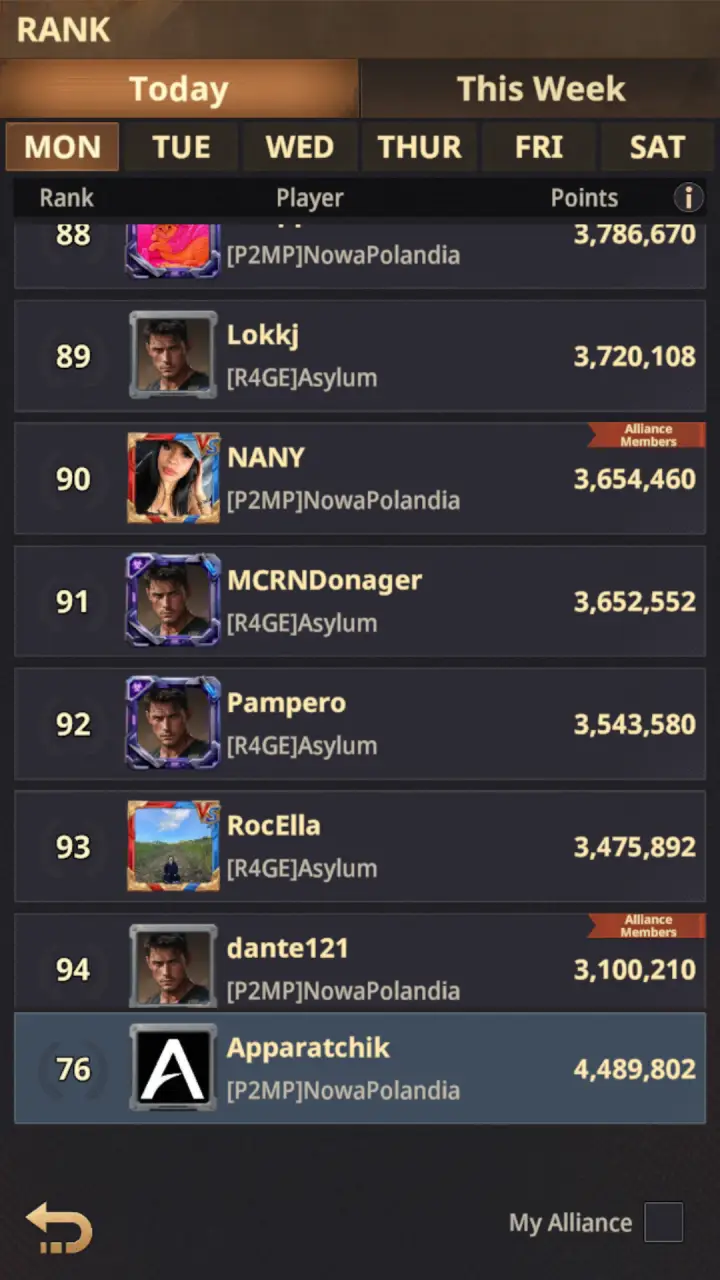 RANK
Today This Week
MON TUE WED THUR FRI SAT
Rank Player Points i
88 3,786,670
[P2MP]NowaPolandia
89 Lokkj 3,720,108
[R4GE]Asylum
Alliance
Members
90 NANY 3,654,460
[P2MP]NowaPolandia
91 MCRNDonager 3,652,552
[R4GE]Asylum
92 Pampero 3,543,580
[R4GE]Asylum
93 RocElla 3,475,892
[R4GE]Asylum
Alliance
Members
94 dante121 3,100,210
[P2MP]NowaPolandia
76 Apparatchik 4,489,802
[P2MP]NowaPolandia
My Alliance